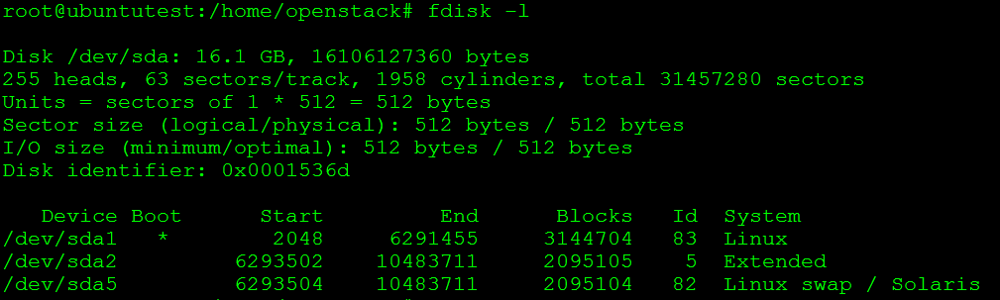 root@ubuntutest:/home/openstack# fdisk -l
Disk /dev/sda: 16.1 GB, 16106127360 bytes
255 heads, 63 sectors/track, 1958 cylinders, total 31457280 sectors
Units = sectors of 1 * 512 = 512 bytes
Sector size (logical/physical): 512 bytes / 512 bytes
I/O size (minimum/optimal): 512 bytes / 512 bytes
Disk identifier: 0x0001536d
Device Boot Start End Blocks Id System
/dev/sda1 * 2048 6291455 3144704 83 Linux
/dev/sda2 6293502 10483711 2095105 5 Extended
/dev/sda5 6293504 10483711 2095104 82 Linux swap / Solaris